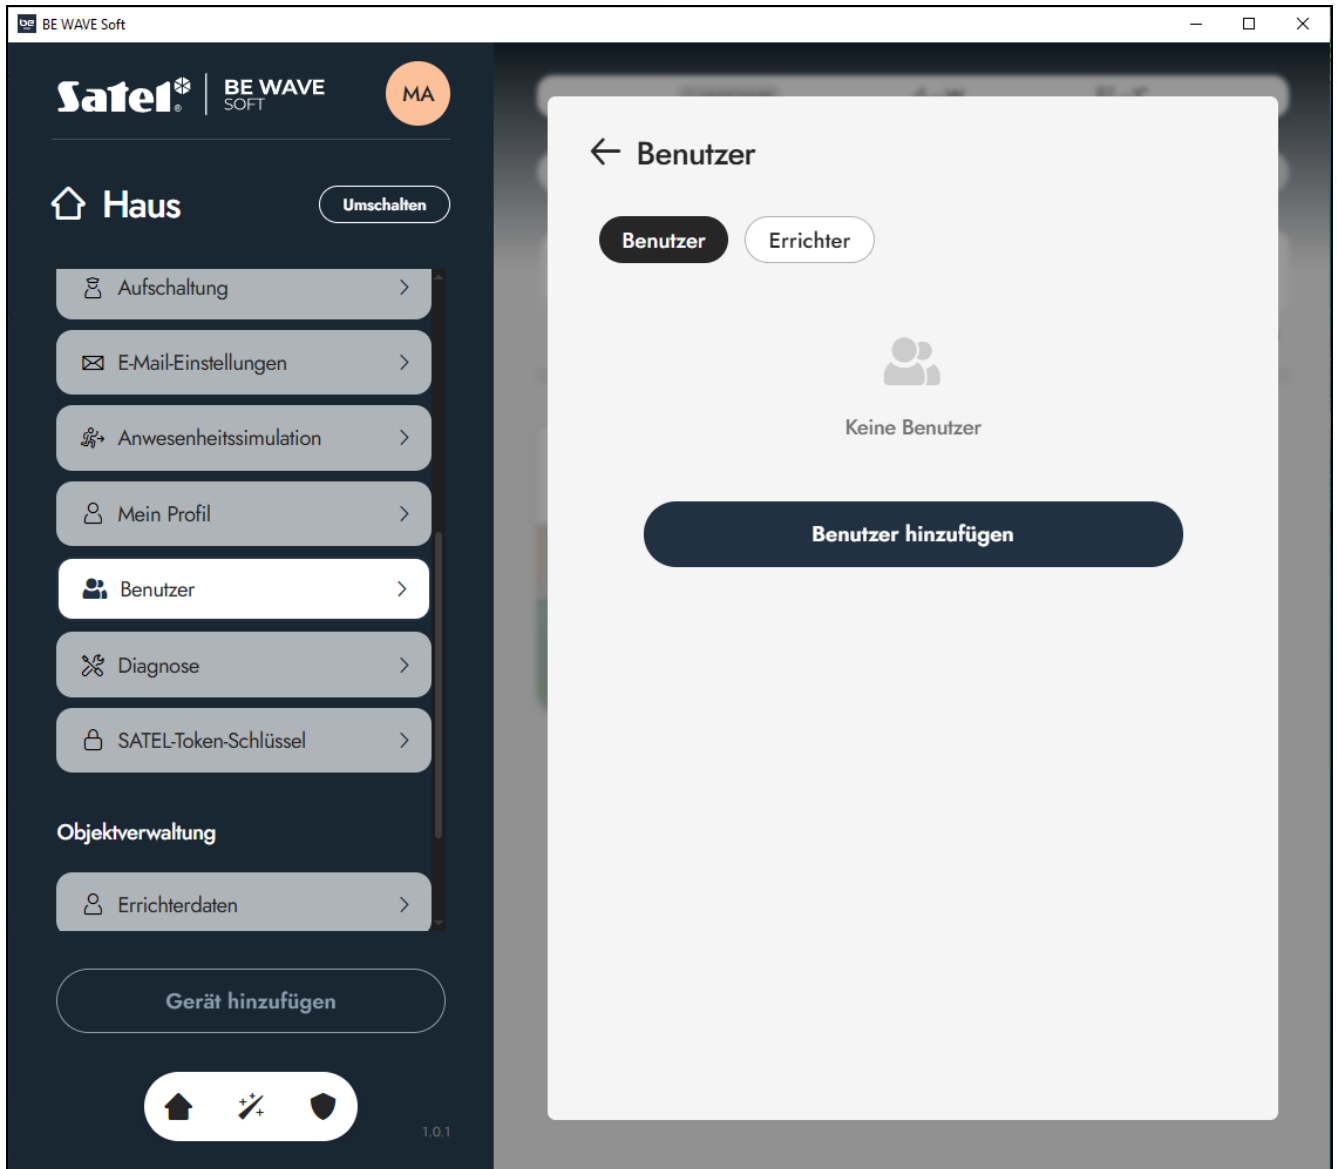 BE WAVE Soft
Satel
BE WAVE
SOFT
MA
Haus
Umschalten
Aufschaltung
E-Mail-Einstellungen
Anwesenheitssimulation
Mein Profil
Benutzer
Diagnose
SATEL-Token-Schlüssel
Objektverwaltung
Errichterdaten
Gerät hinzufügen
1.0.1
Benutzer
Benutzer
Errichter
Keine Benutzer
Benutzer hinzufügen